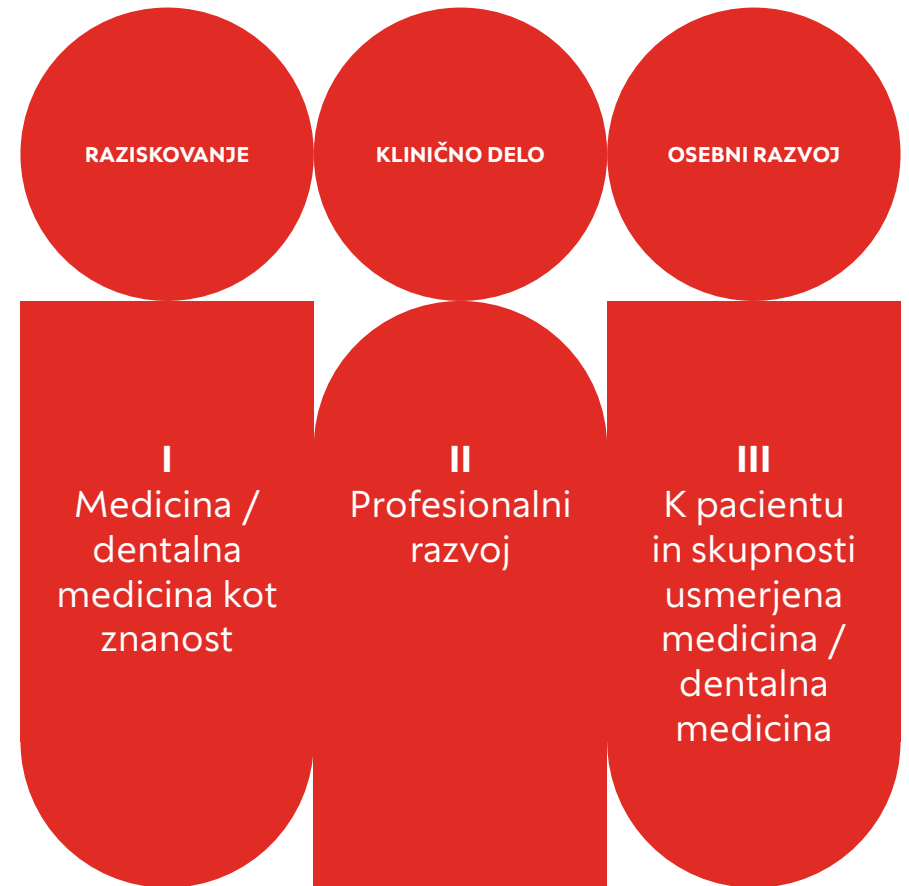 RAZISKOVANJE
KLINIČNO DELO
OSEBNI RAZVOJ
I
Medicina /
dentalna
medicina kot
znanost
II
Profesionalni
razvoj
III
K pacientu
in skupnosti
usmerjena
medicina /
dentalna
medicina